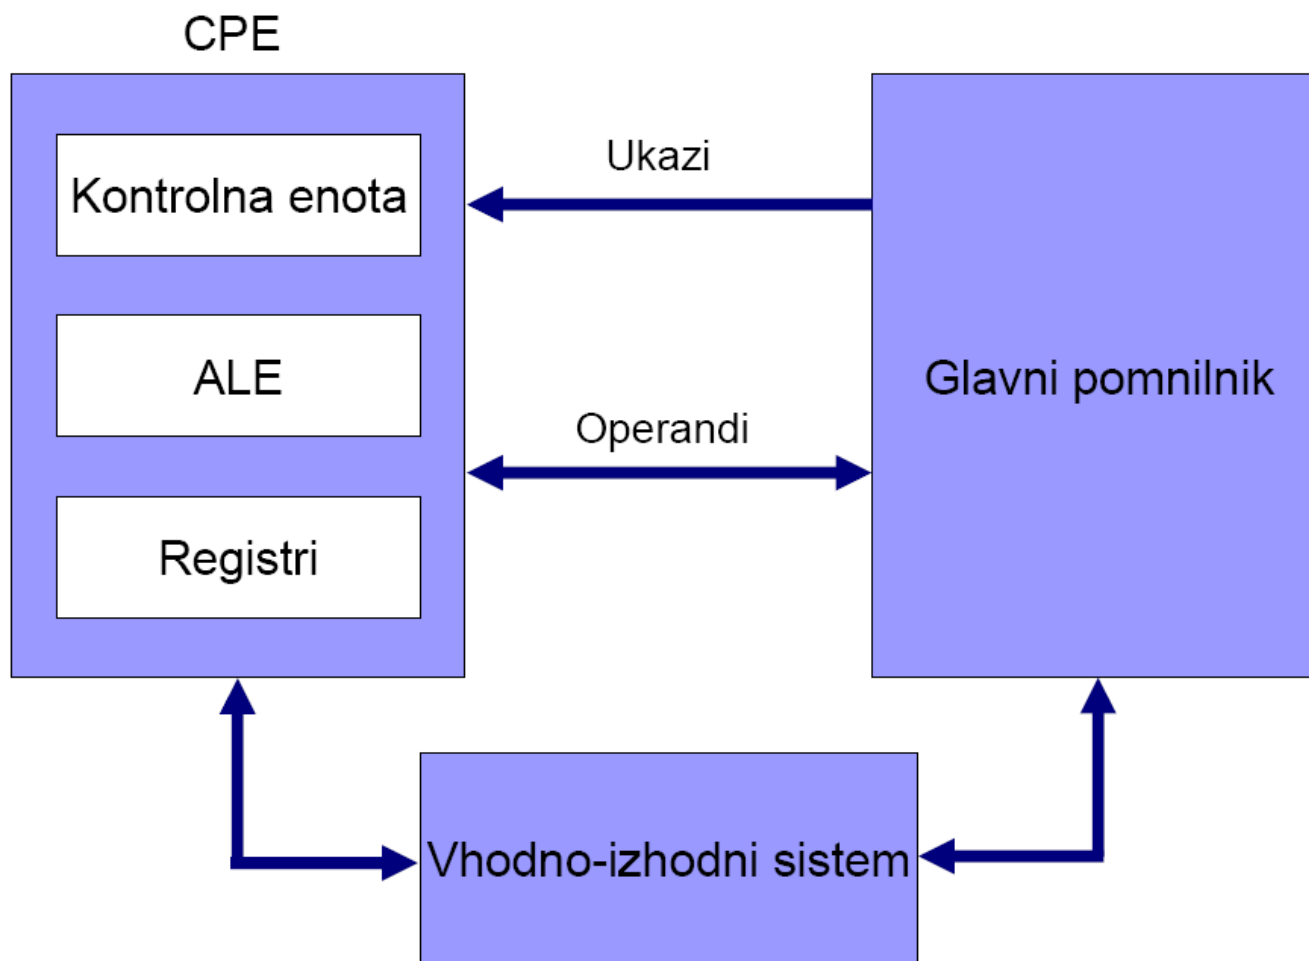 CPE
Kontrolna enota
Ukazi
ALE
Glavni pomnilnik
Operandi
Registri
Vhodno-izhodni sistem